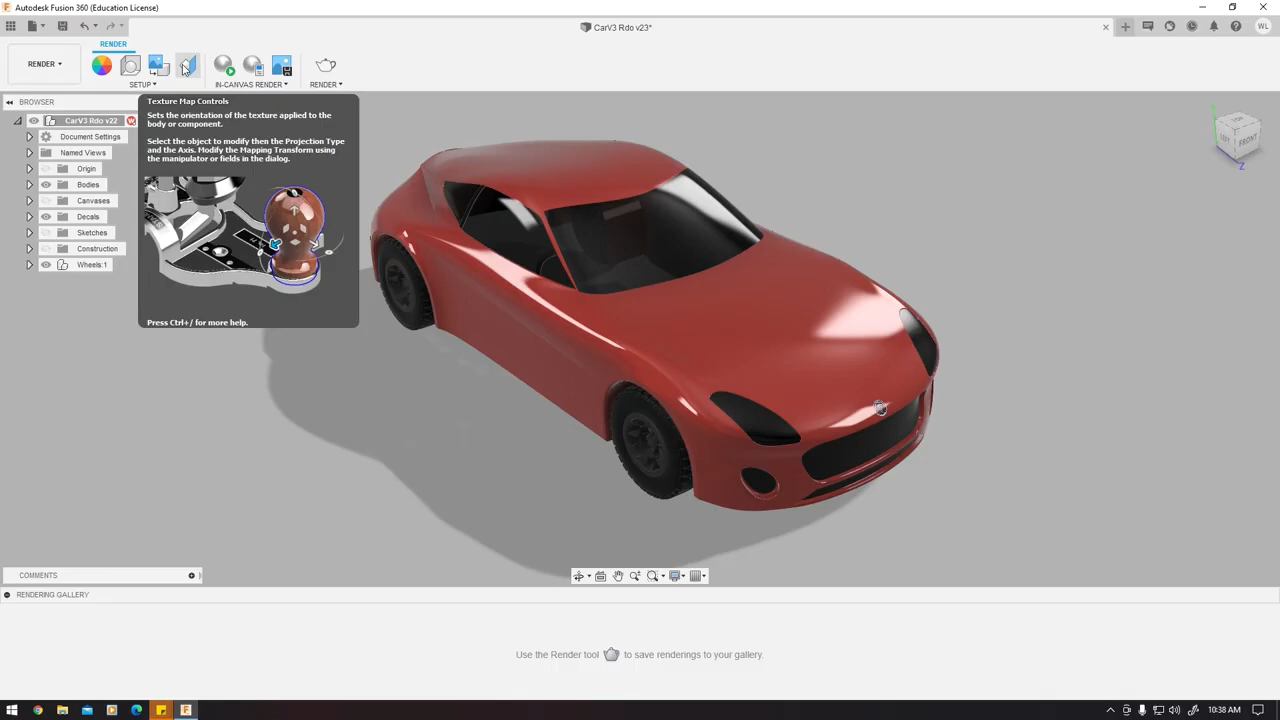 Autodesk Fusion 360 (Education License)
CarV3 Rdo v23*
WL
RENDER
RENDER
SETUP
IN-CANVAS RENDER
RENDER
BROWSER
CarV3 Rdo v22
Document Settings
Named Views
Origin
Bodies
Canvases
Decals
Sketches
Construction
Wheels:1
Texture Map Controls
Sets the orientation of the texture applied to the
body or component.
Select the object to modify then the Projection Type
and the Axis. Modify the Mapping Transform using
the manipulator or fields in the dialog.
Press Ctrl+/ for more help.
TOP
LEFT
FRONT
Z
COMMENTS
RENDERING GALLERY
Use the Render tool to save renderings to your gallery.
10:38 AM